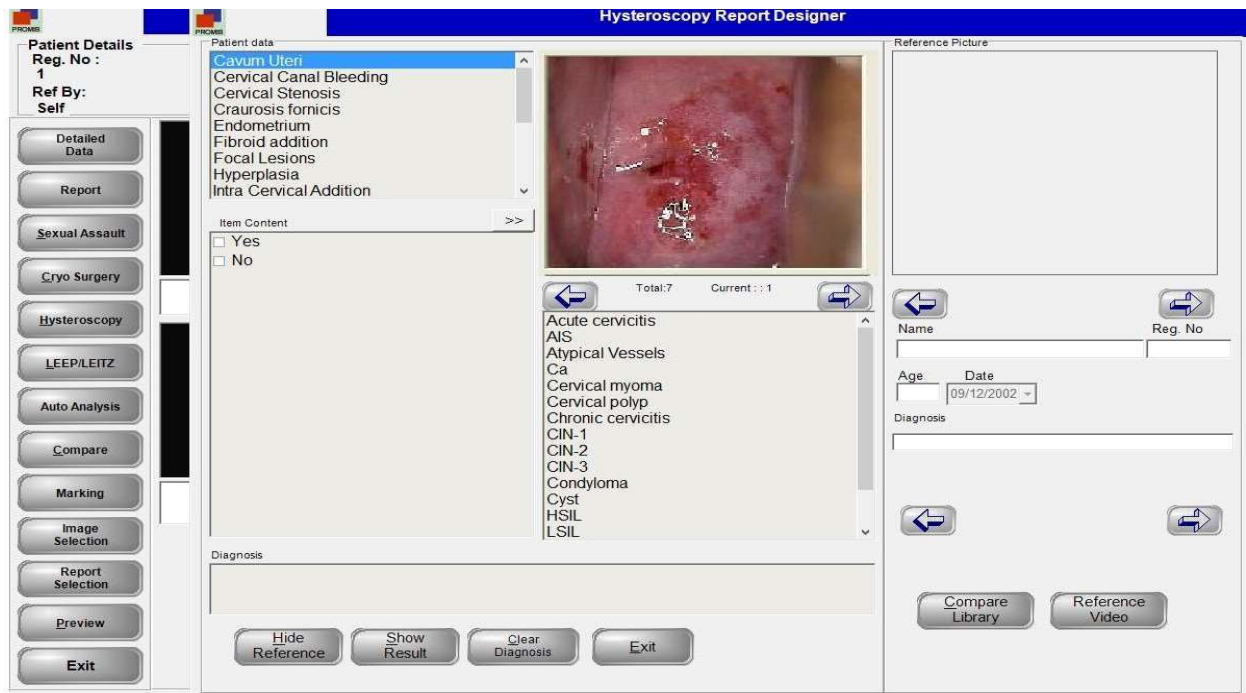 PROMIS
PROMIS
Hysteroscopy Report Designer
Patient Details
Reg. No :
1
Ref By:
Self
Detailed
Data
Report
Sexual Assault
Cryo Surgery
Hysteroscopy
LEEP/LEITZ
Auto Analysis
Compare
Marking
Image
Selection
Report
Selection
Preview
Exit
Patient data
Cavum Uteri
Cervical Canal Bleeding
Cervical Stenosis
Craurosis fornicis
Endometrium
Fibroid addition
Focal Lesions
Hyperplasia
Intra Cervical Addition
Item Content
>>
Yes
No
Total:7 Current : : 1
Acute cervicitis
AIS
Atypical Vessels
Ca
Cervical myoma
Cervical polyp
Chronic cervicitis
CIN-1
CIN-2
CIN-3
Condyloma
Cyst
HSIL
LSIL
Diagnosis
Hide
Reference
Show
Result
Clear
Diagnosis
Exit
Reference Picture
Name Reg. No
Age Date
09/12/2002
Diagnosis
Compare
Library
Reference
Video